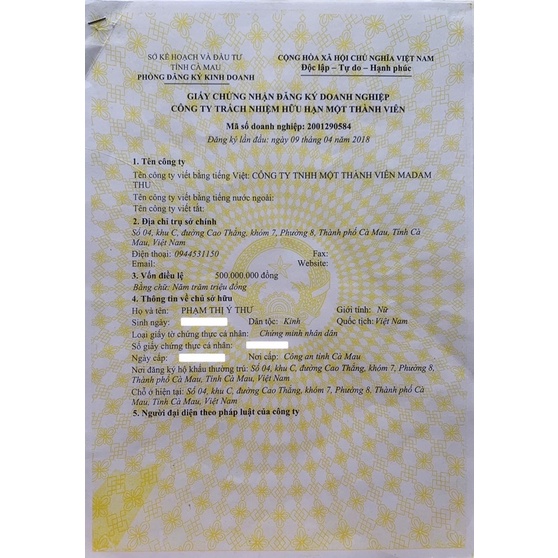 SỞ KẾ HOẠCH VÀ ĐẦU TƯ
TỈNH CÀ MAU
PHÒNG ĐĂNG KÝ KINH DOANH
CỘNG HÒA XÃ HỘI CHỦ NGHĨA VIỆT NAM
Độc lập – Tự do – Hạnh phúc
GIẤY CHỨNG NHẬN ĐĂNG KÝ DOANH NGHIỆP
CÔNG TY TRÁCH NHIỆM HỮU HẠN MỘT THÀNH VIÊN
Mã số doanh nghiệp: 2001290584
Đăng ký lần đầu: ngày 09 tháng 04 năm 2018
1. Tên công ty
Tên công ty viết bằng tiếng Việt: CÔNG TY TNHH MỘT THÀNH VIÊN MADAM
THU
Tên công ty viết bằng tiếng nước ngoài:
Tên công ty viết tắt:
2. Địa chỉ trụ sở chính
Số 04, khu C, đường Cao Thắng, khóm 7, Phường 8, Thành phố Cà Mau, Tỉnh Cà
Mau, Việt Nam
Điện thoại: 0944531150 Fax:
Email: Website:
3. Vốn điều lệ 500.000.000 đồng
Bằng chữ: Năm trăm triệu đồng
4. Thông tin về chủ sở hữu
Họ và tên: PHẠM THỊ Ý THƯ Giới tính: Nữ
Sinh ngày: Dân tộc: Kinh Quốc tịch: Việt Nam
Loại giấy tờ chứng thực cá nhân: Chứng minh nhân dân
Số giấy chứng thực cá nhân:
Ngày cấp: Nơi cấp: Công an tỉnh Cà Mau
Nơi đăng ký hộ khẩu thường trú: Số 04, khu C, đường Cao Thắng, khóm 7, Phường 8,
Thành phố Cà Mau, Tỉnh Cà Mau, Việt Nam
Chỗ ở hiện tại: Số 04, khu C, đường Cao Thắng, khóm 7, Phường 8, Thành phố Cà
Mau, Tỉnh Cà Mau, Việt Nam
5. Người đại diện theo pháp luật của công ty